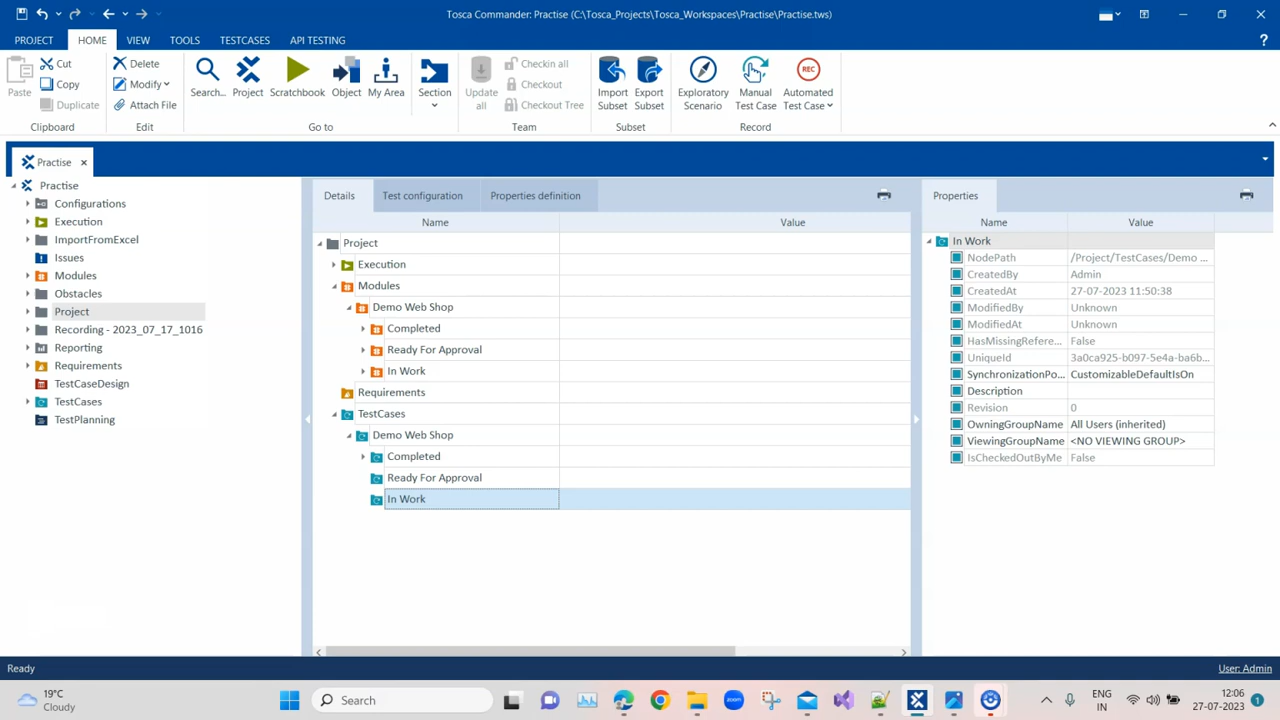 Tosca Commander: Practise (C:\Tosca_Projects\Tosca_Workspaces\Practise\Practise.tws)
PROJECT HOME VIEW TOOLS TESTCASES API TESTING ?
Paste
Cut
Copy
Duplicate
Clipboard
Delete
Modify
Attach File
Edit
Search...
Project
Scratchbook
Object
My Area
Section
Go to
Update all
Checkin all
Checkout
Checkout Tree
Team
Import Subset
Export Subset
Subset
Exploratory Scenario
Manual Test Case
REC
Automated Test Case
Record
Practise ×
Practise
Configurations
Execution
ImportFromExcel
Issues
Modules
Obstacles
Project
Recording - 2023_07_17_1016
Reporting
Requirements
TestCaseDesign
TestCases
TestPlanning
Details Test configuration Properties definition
Name Value
Project
Execution
Modules
Demo Web Shop
Completed
Ready For Approval
In Work
Requirements
TestCases
Demo Web Shop
Completed
Ready For Approval
In Work
Properties
Name Value
In Work
NodePath /Project/TestCases/Demo ...
CreatedBy Admin
CreatedAt 27-07-2023 11:50:38
ModifiedBy Unknown
ModifiedAt Unknown
HasMissingRefere... False
UniqueId 3a0ca925-b097-5e4a-ba6b...
SynchronizationPo... CustomizableDefaultIsOn
Description
Revision 0
OwningGroupName All Users (inherited)
ViewingGroupName <NO VIEWING GROUP>
IsCheckedOutByMe False
Ready User: Admin
19°C
Cloudy
Search
ENG
IN
12:06
27-07-2023
1